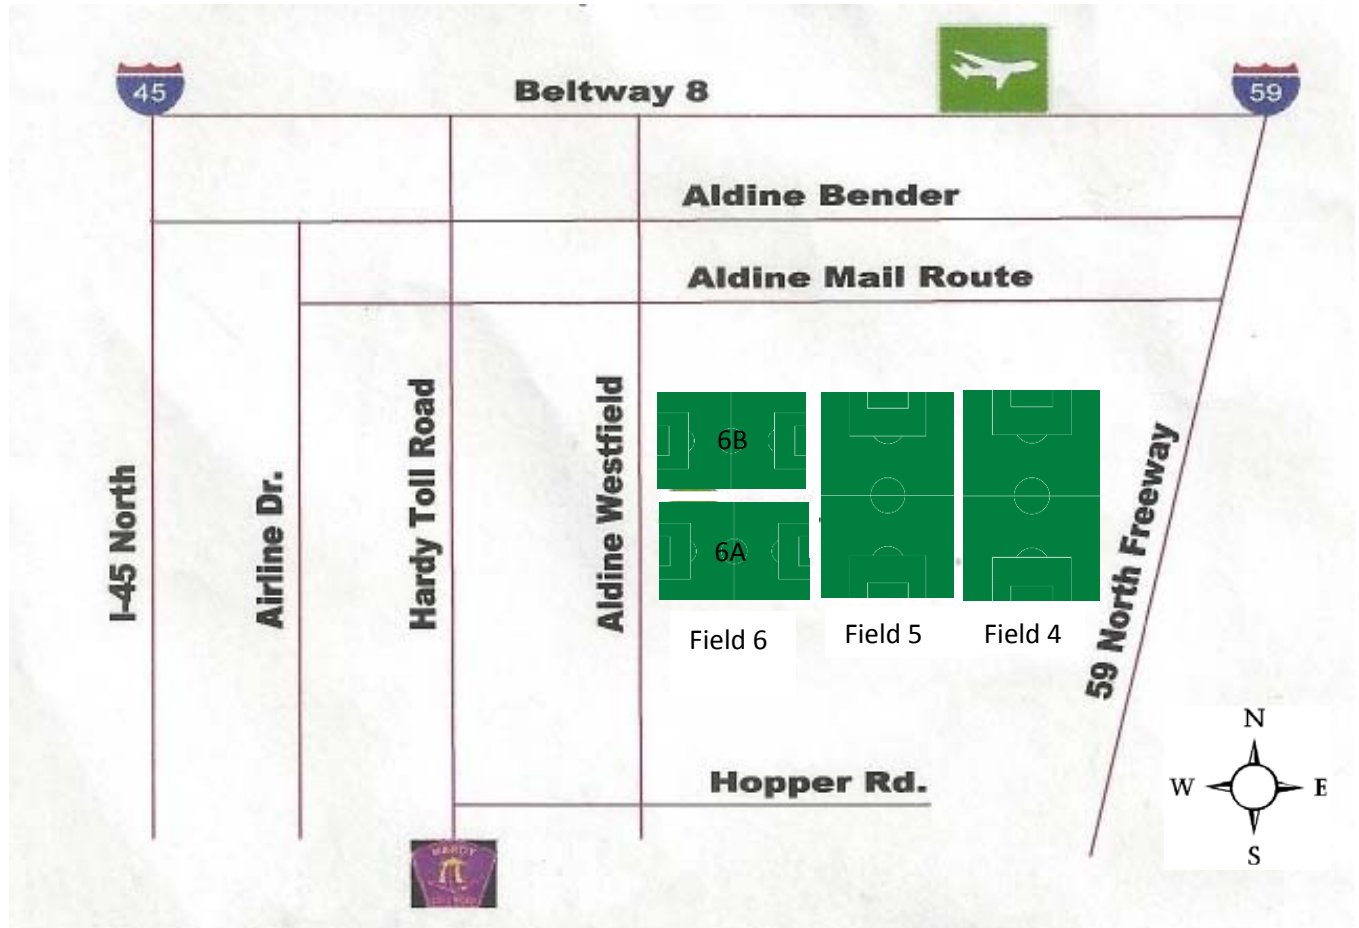 45
Beltway 8
59
Aldine Bender
Aldine Mail Route
I-45 North
Airline Dr.
Hardy Toll Road
Aldine Westfield
6B
6A
Field 6
Field 5
Field 4
59 North Freeway
Hopper Rd.
N
W
E
S
HARDY